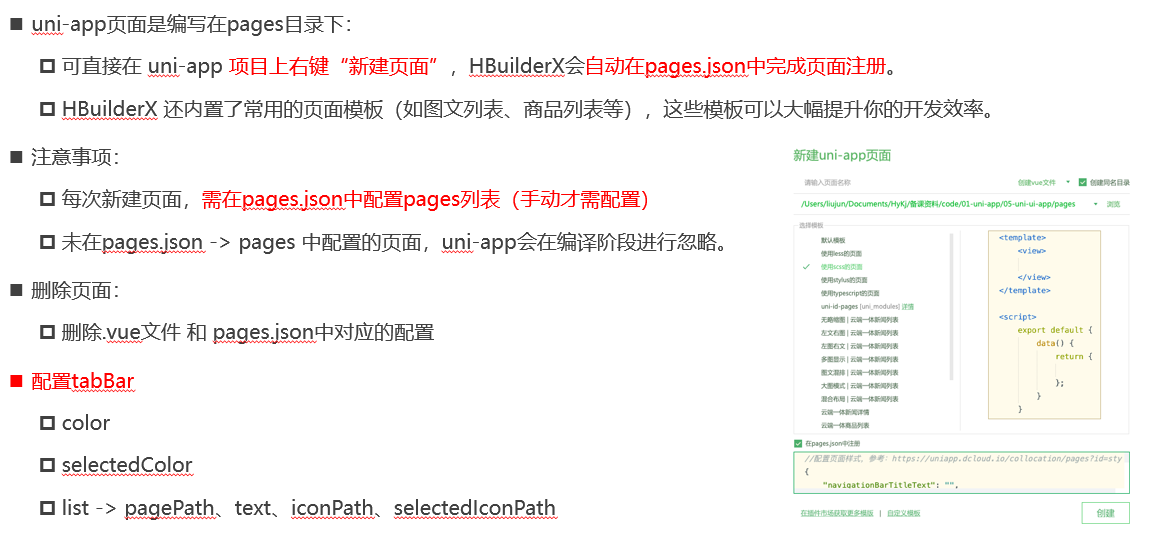 uni-app页面是编写在pages目录下：
可直接在 uni-app 项目上右键“新建页面”，HBuilderX会自动在pages.json中完成页面注册。
HBuilderX 还内置了常用的页面模板（如图文列表、商品列表等），这些模板可以大幅提升你的开发效率。
注意事项：
每次新建页面，需在pages.json中配置pages列表（手动才需配置）
未在pages.json -> pages 中配置的页面，uni-app会在编译阶段进行忽略。
删除页面：
删除.vue文件 和 pages.json中对应的配置
配置tabBar
color
selectedColor
list -> pagePath、text、iconPath、selectedIconPath
新建uni-app页面
请输入页面名称 创建vue文件 创建同名目录
/Users/liujun/Documents/HyKj/备课资料/code/01-uni-app/05-uni-ui-app/pages 浏览
选择模板
默认模板
使用less的页面
使用scss的页面
使用stylus的页面
使用typescript的页面
uni-id-pages [uni_modules] 详情
无略缩图 | 云端一体新闻列表
左文右图 | 云端一体新闻列表
左图右文 | 云端一体新闻列表
多图显示 | 云端一体新闻列表
图文混排 | 云端一体新闻列表
大图模式 | 云端一体新闻列表
混合布局 | 云端一体新闻列表
云端一体新闻详情
云端一体商品列表
<template>
<view>
</view>
</template>
<script>
export default {
data() {
return {
};
}
}
在pages.json中注册
//配置页面样式，参考：https://uniapp.dcloud.io/collocation/pages?id=sty
{
"navigationBarTitleText": "",
在插件市场获取更多模版 | 自定义模板
创建